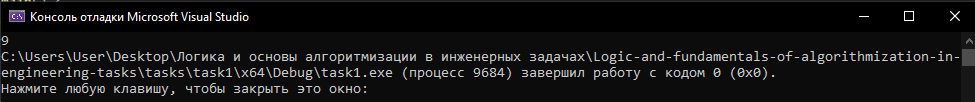 Консоль отладки Microsoft Visual Studio
9
C:\Users\User\Desktop\Логика и основы алгоритмизации в инженерных задачах\Logic-and-fundamentals-of-algorithmization-in-
engineering-tasks\tasks\task1\x64\Debug\task1.exe (процесс 9684) завершил работу с кодом 0 (0x0).
Нажмите любую клавишу, чтобы закрыть это окно: